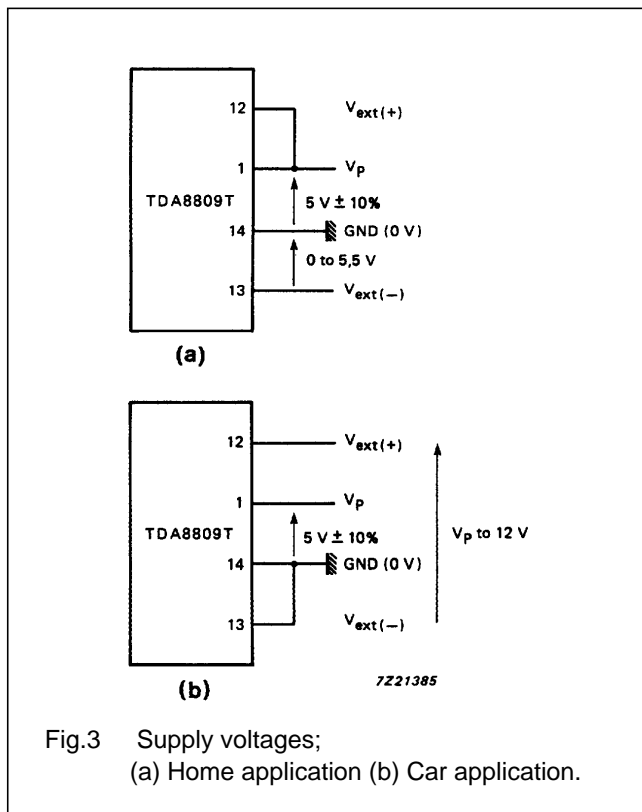 12 V_ext(+)
1 V_P
5 V ± 10%
TDA8809T
14 GND (0 V)
0 to 5,5 V
13 V_ext(—)
(a)
12 V_ext(+)
1 V_P
TDA8809T 5 V ± 10% V_P to 12 V
14 GND (0 V)
13 V_ext(—)
7Z21385
(b)
Fig.3 Supply voltages;
(a) Home application (b) Car application.